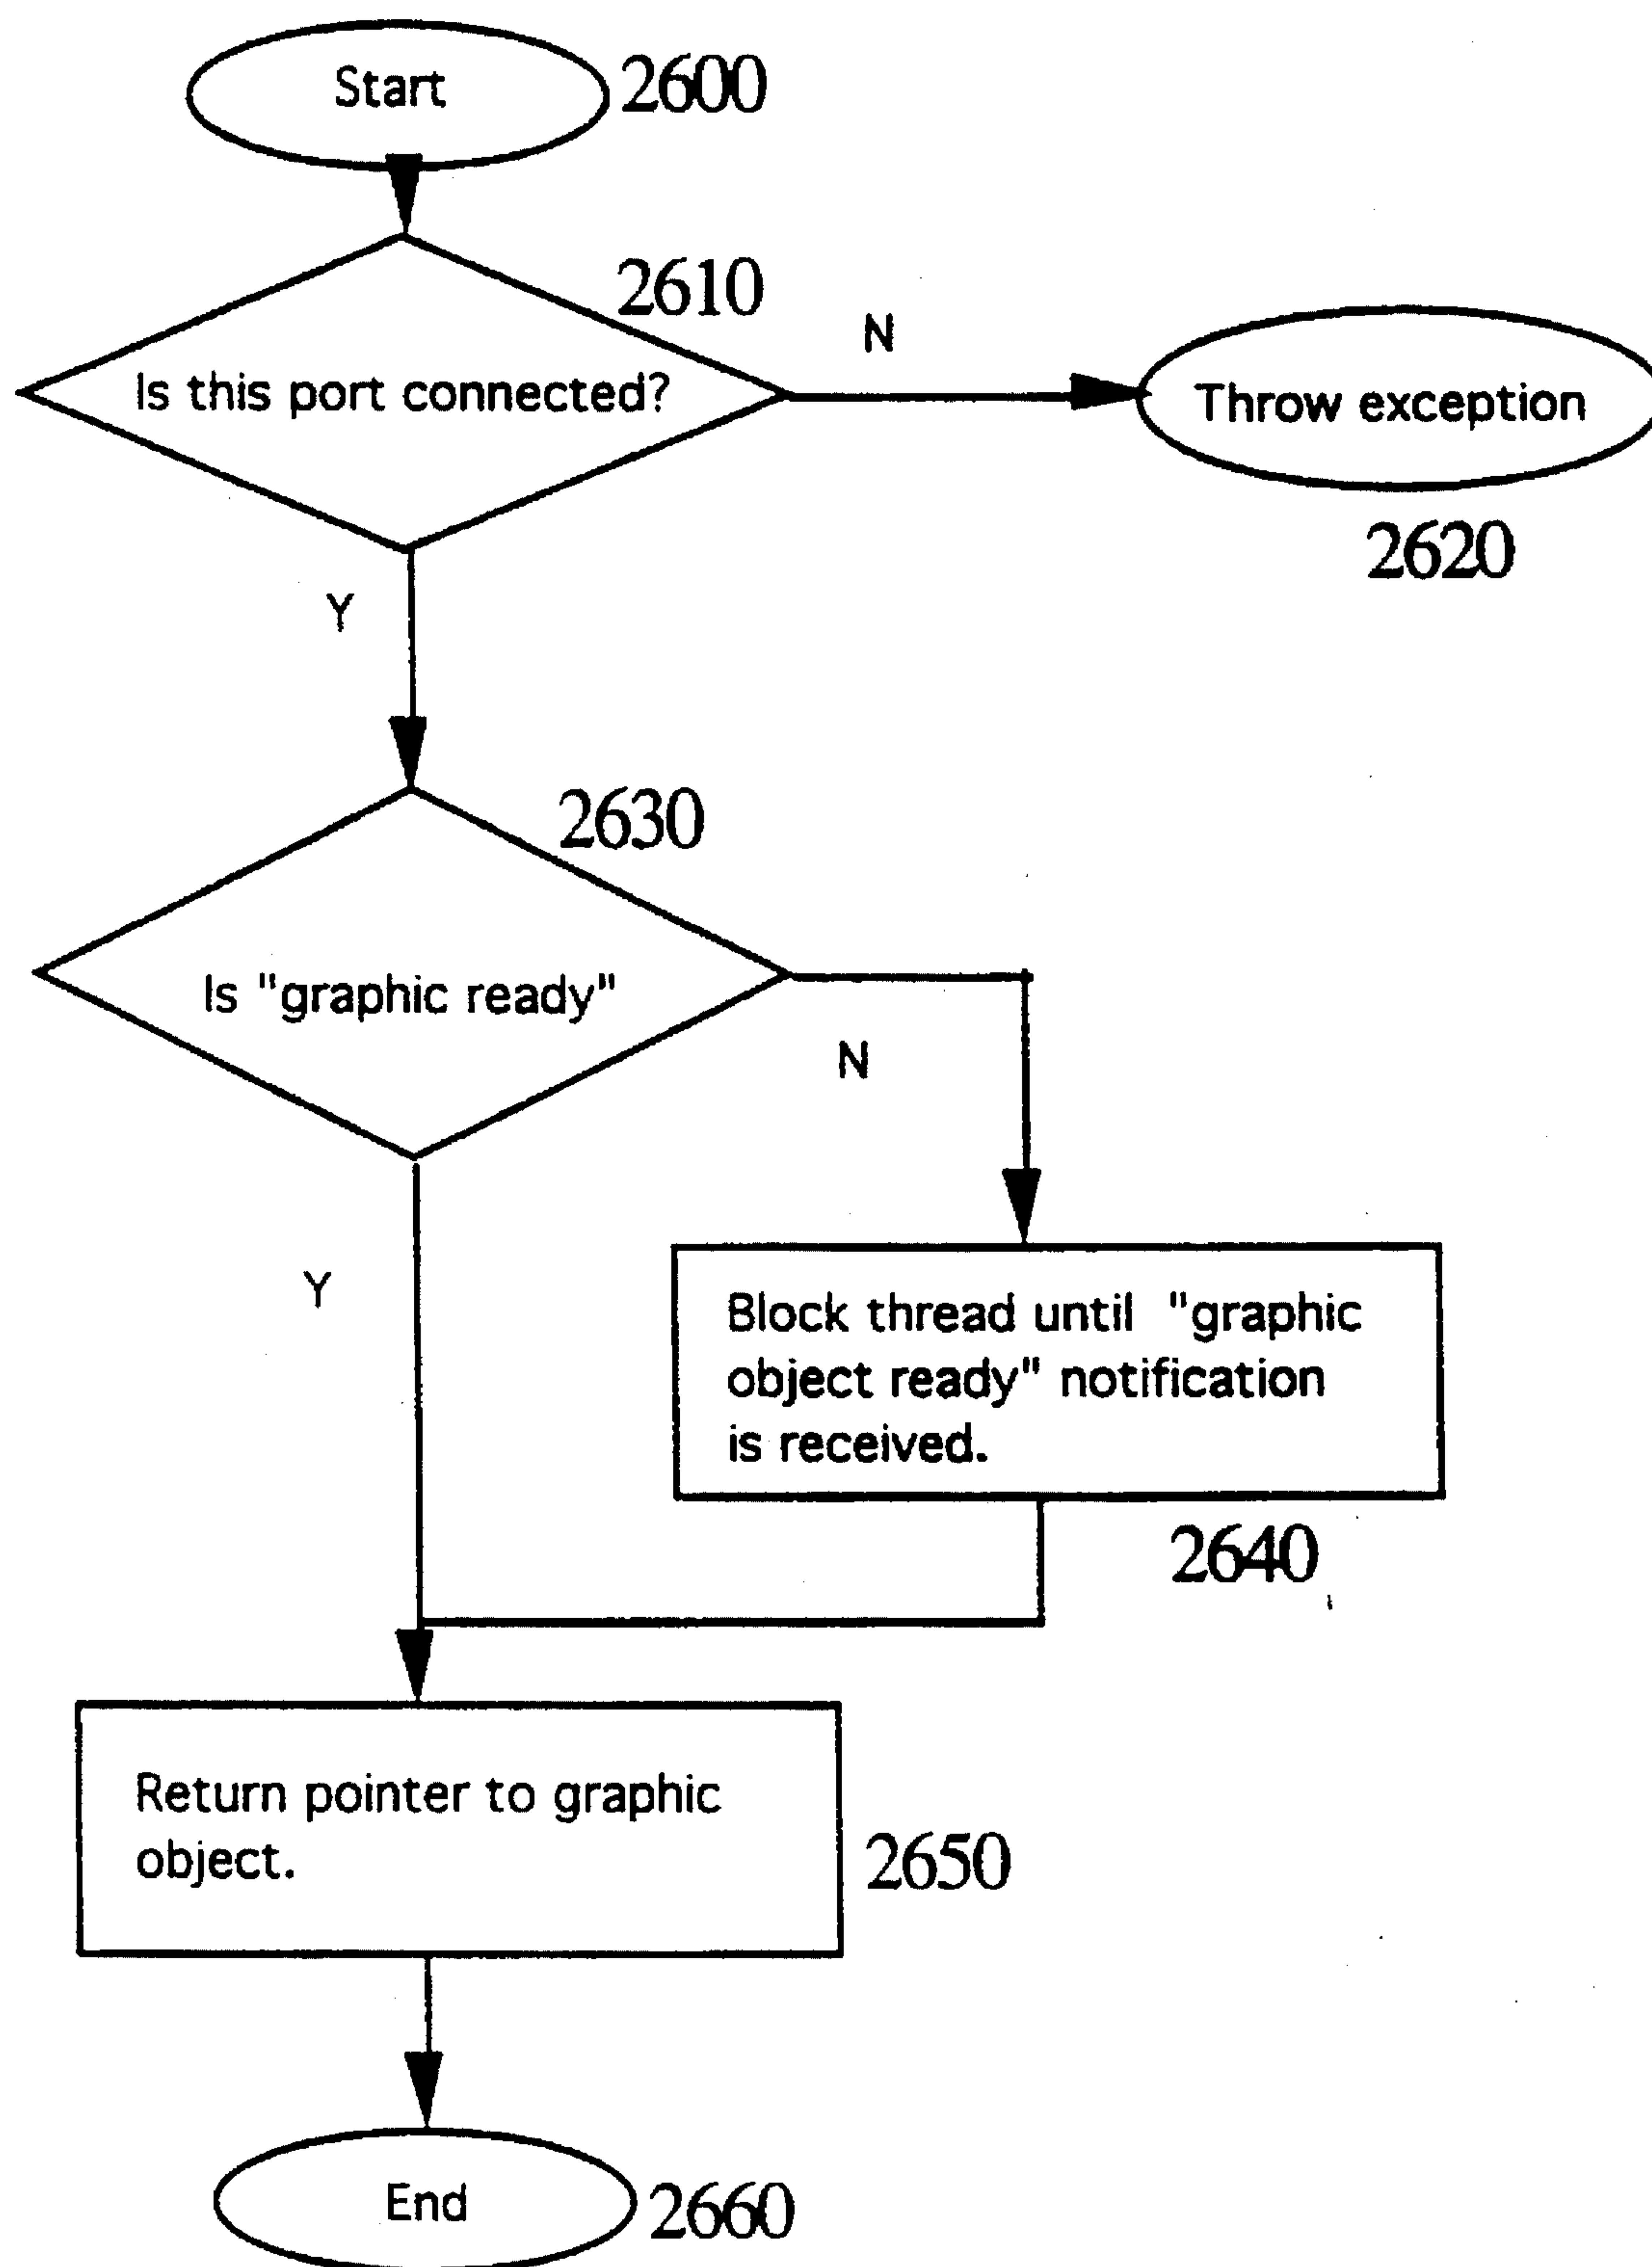 Start
2600
2610
Is this port connected?
N
Throw exception
2620
Y
2630
Is "graphic ready"
N
Y
Block thread until "graphic
object ready" notification
is received.
2640
Return pointer to graphic
object.
2650
End
2660